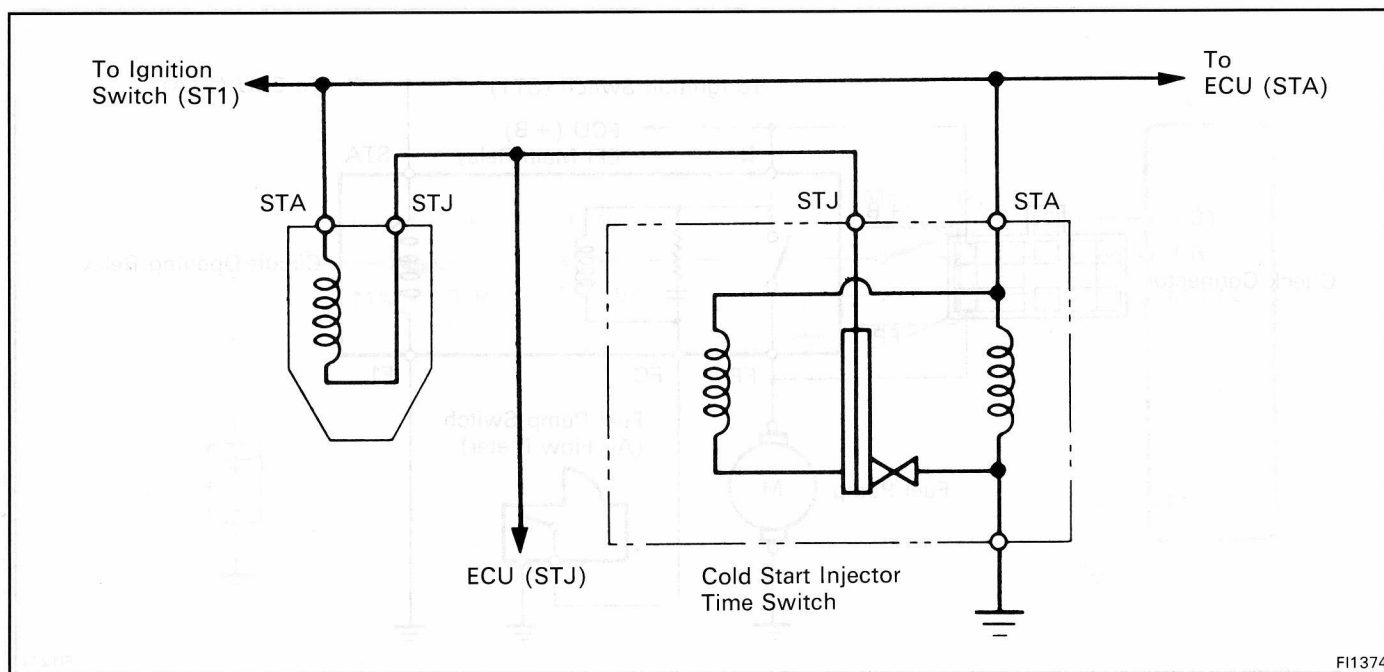 To Ignition
Switch (ST1)
To
ECU (STA)
STA
STJ
STJ
STA
ECU (STJ)
Cold Start Injector
Time Switch
FI1374